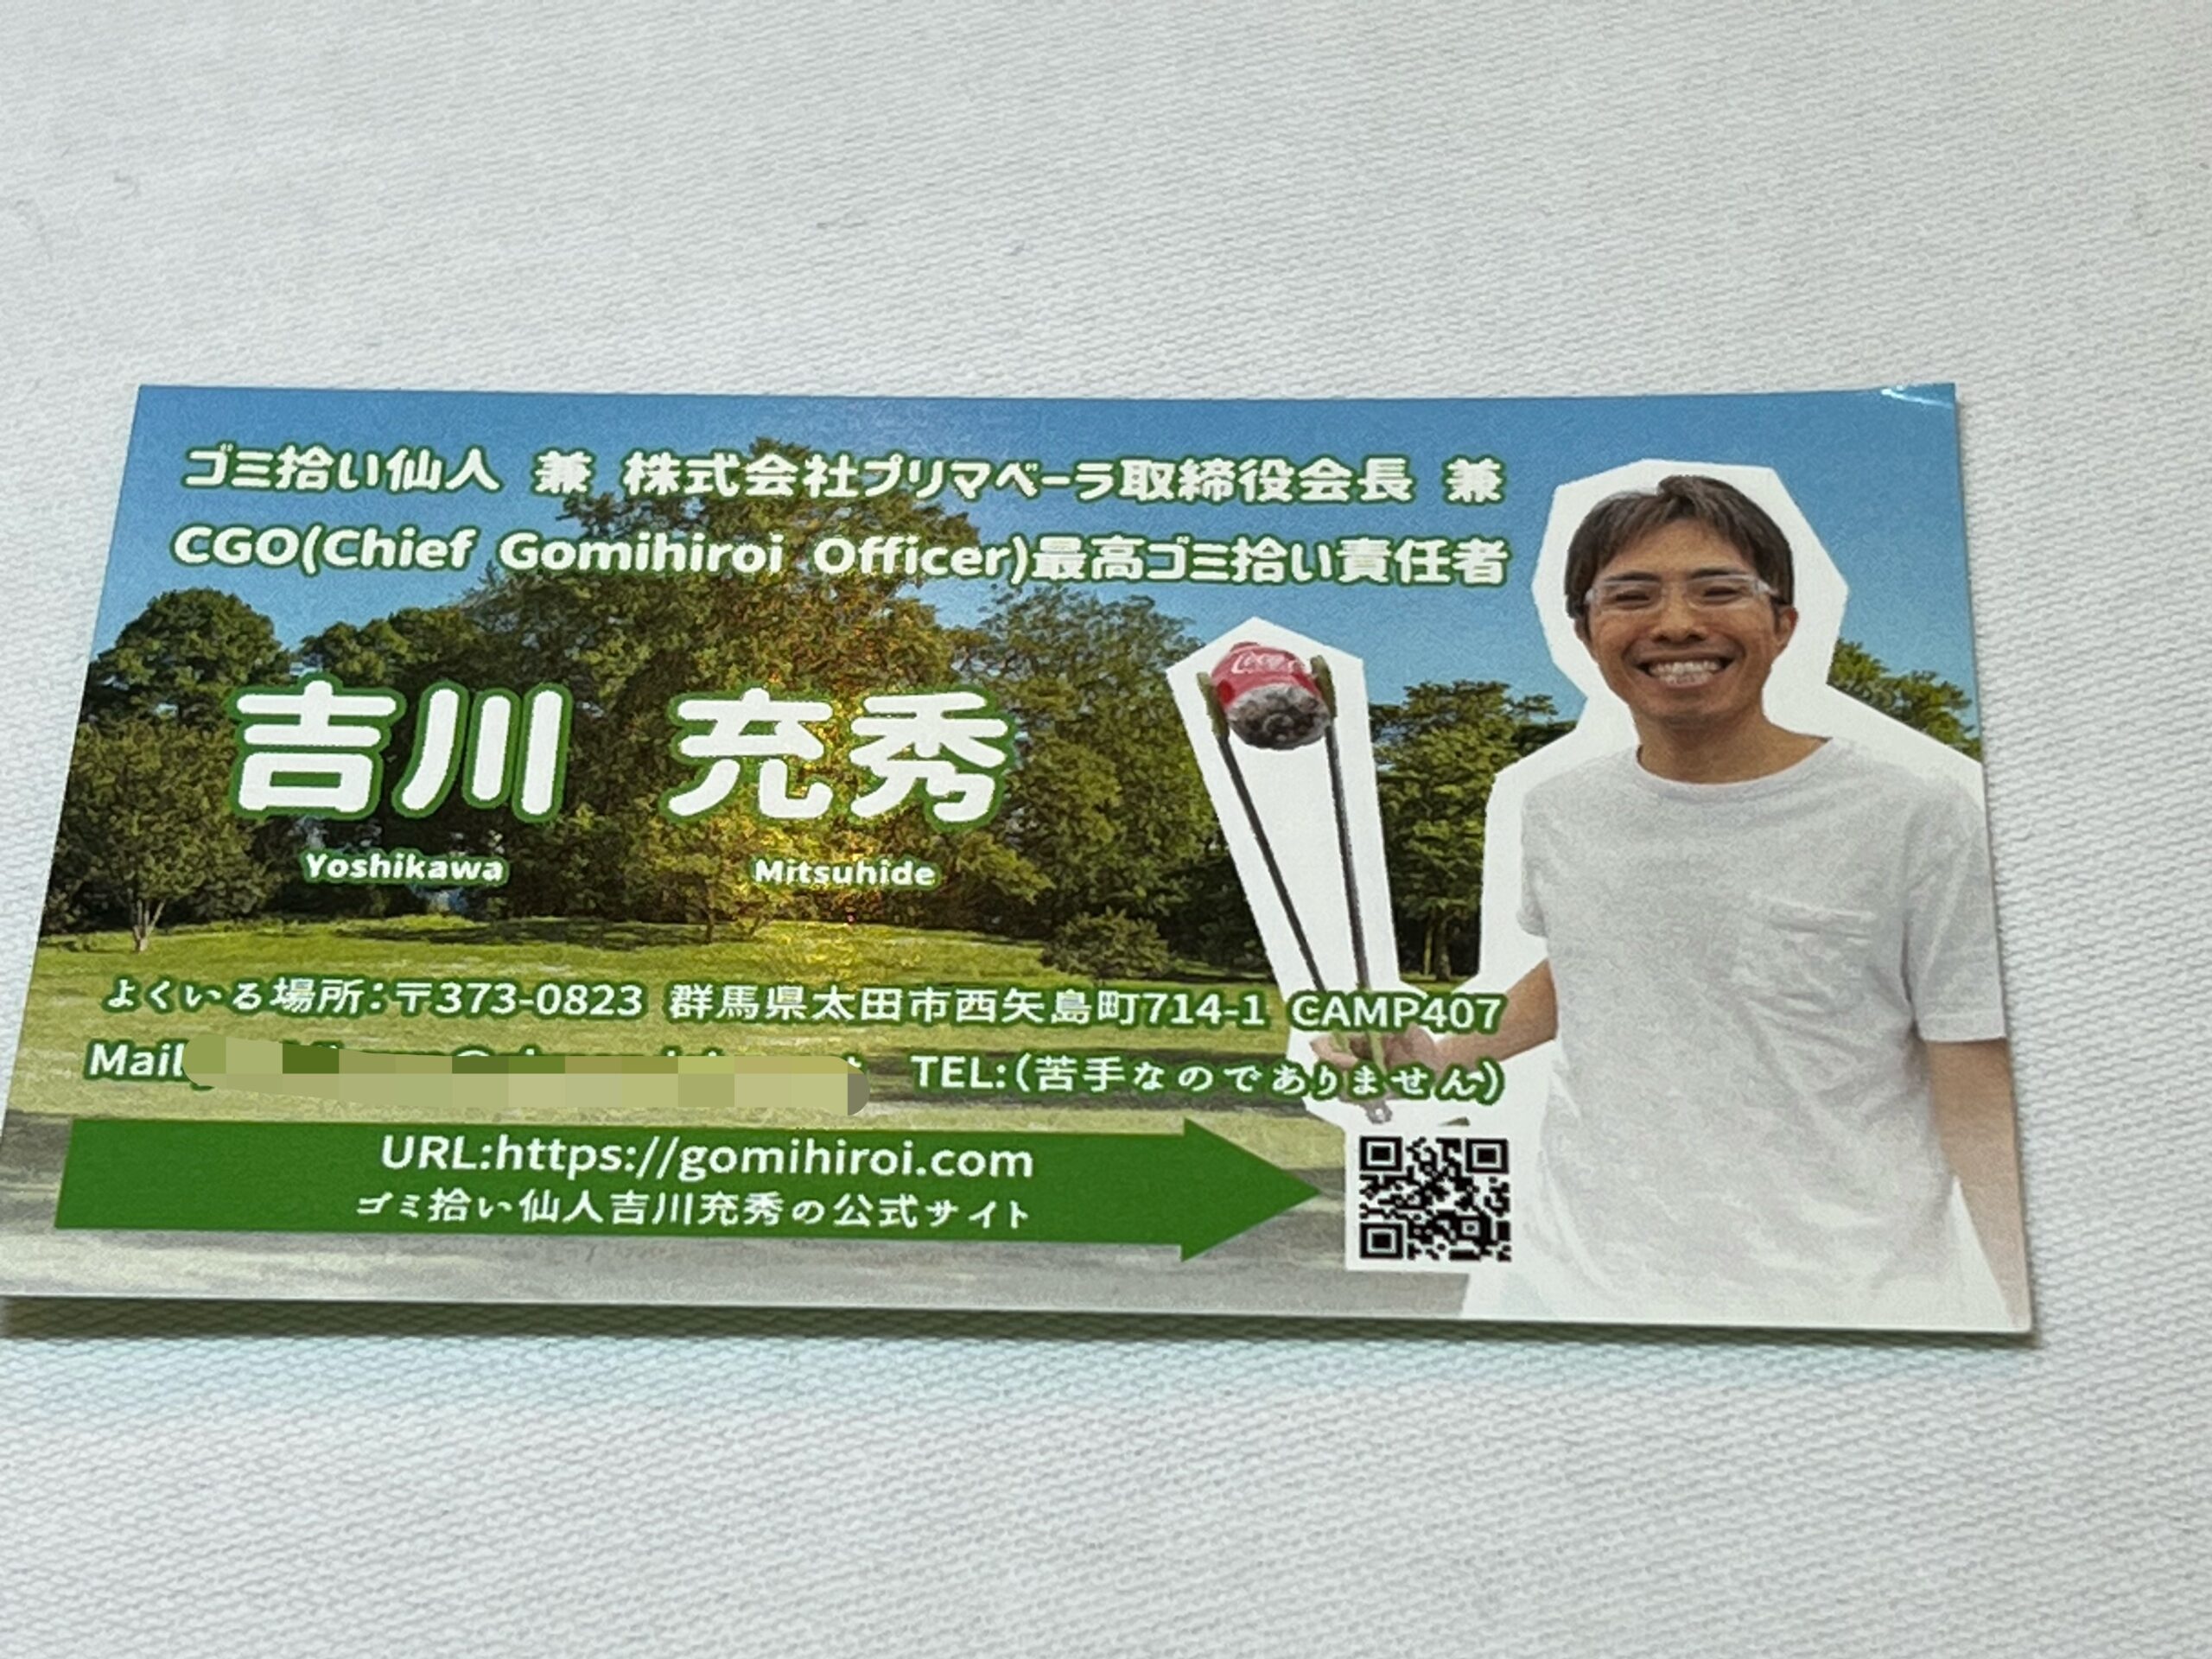 ゴミ拾い仙人 兼 株式会社プリマベーラ取締役会長 兼
CGO(Chief Gomihiroi Officer)最高ゴミ拾い責任者
吉川 充秀
Yoshikawa Mitsuhide
よくいる場所:〒373-0823 群馬県太田市西矢島町714-1 CAMP407
Mail TEL:(苦手なのでありません)
URL:https://gomihiroi.com
ゴミ拾い仙人吉川充秀の公式サイト